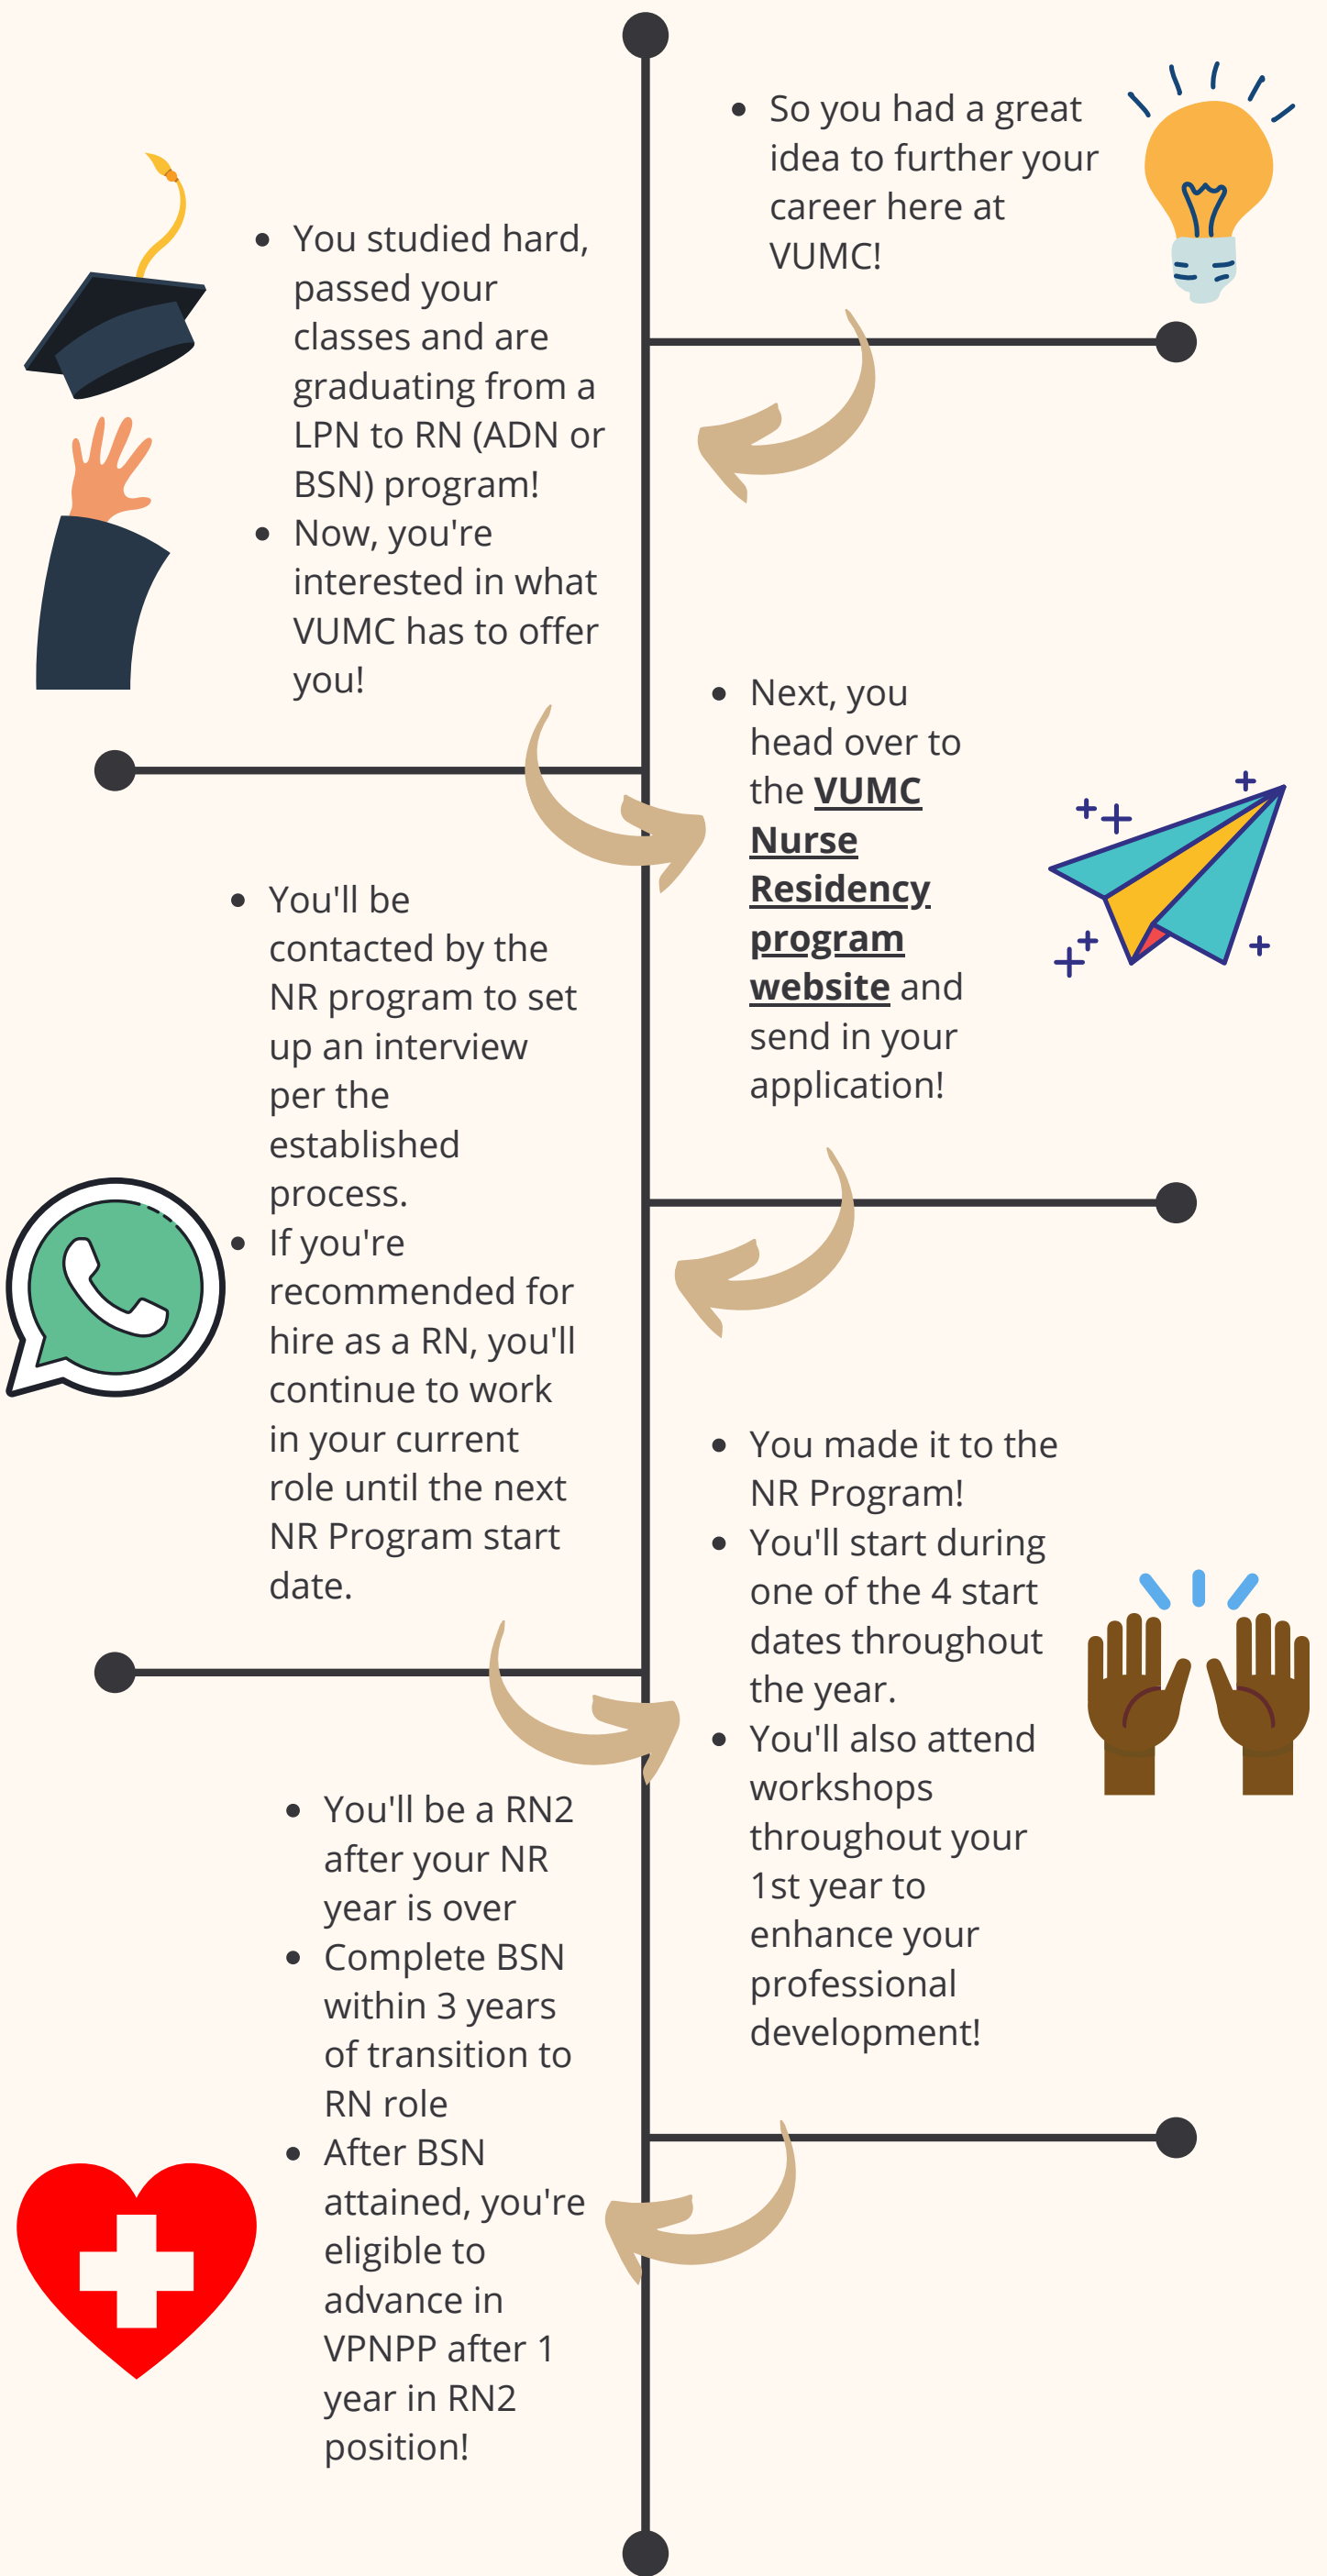 • So you had a great
idea to further your
career here at
VUMC!
• You studied hard,
passed your
classes and are
graduating from a
LPN to RN (ADN or
BSN) program!
• Now, you're
interested in what
VUMC has to offer
you!
• Next, you
head over to
the VUMC
Nurse
Residency
program
website and
send in your
application!
• You'll be
contacted by the
NR program to set
up an interview
per the
established
process.
• If you're
recommended for
hire as a RN, you'll
continue to work
in your current
role until the next
NR Program start
date.
• You made it to the
NR Program!
• You'll start during
one of the 4 start
dates throughout
the year.
• You'll also attend
workshops
throughout your
1st year to
enhance your
professional
development!
• You'll be a RN2
after your NR
year is over
• Complete BSN
within 3 years
of transition to
RN role
• After BSN
attained, you're
eligible to
advance in
VPNPP after 1
year in RN2
position!